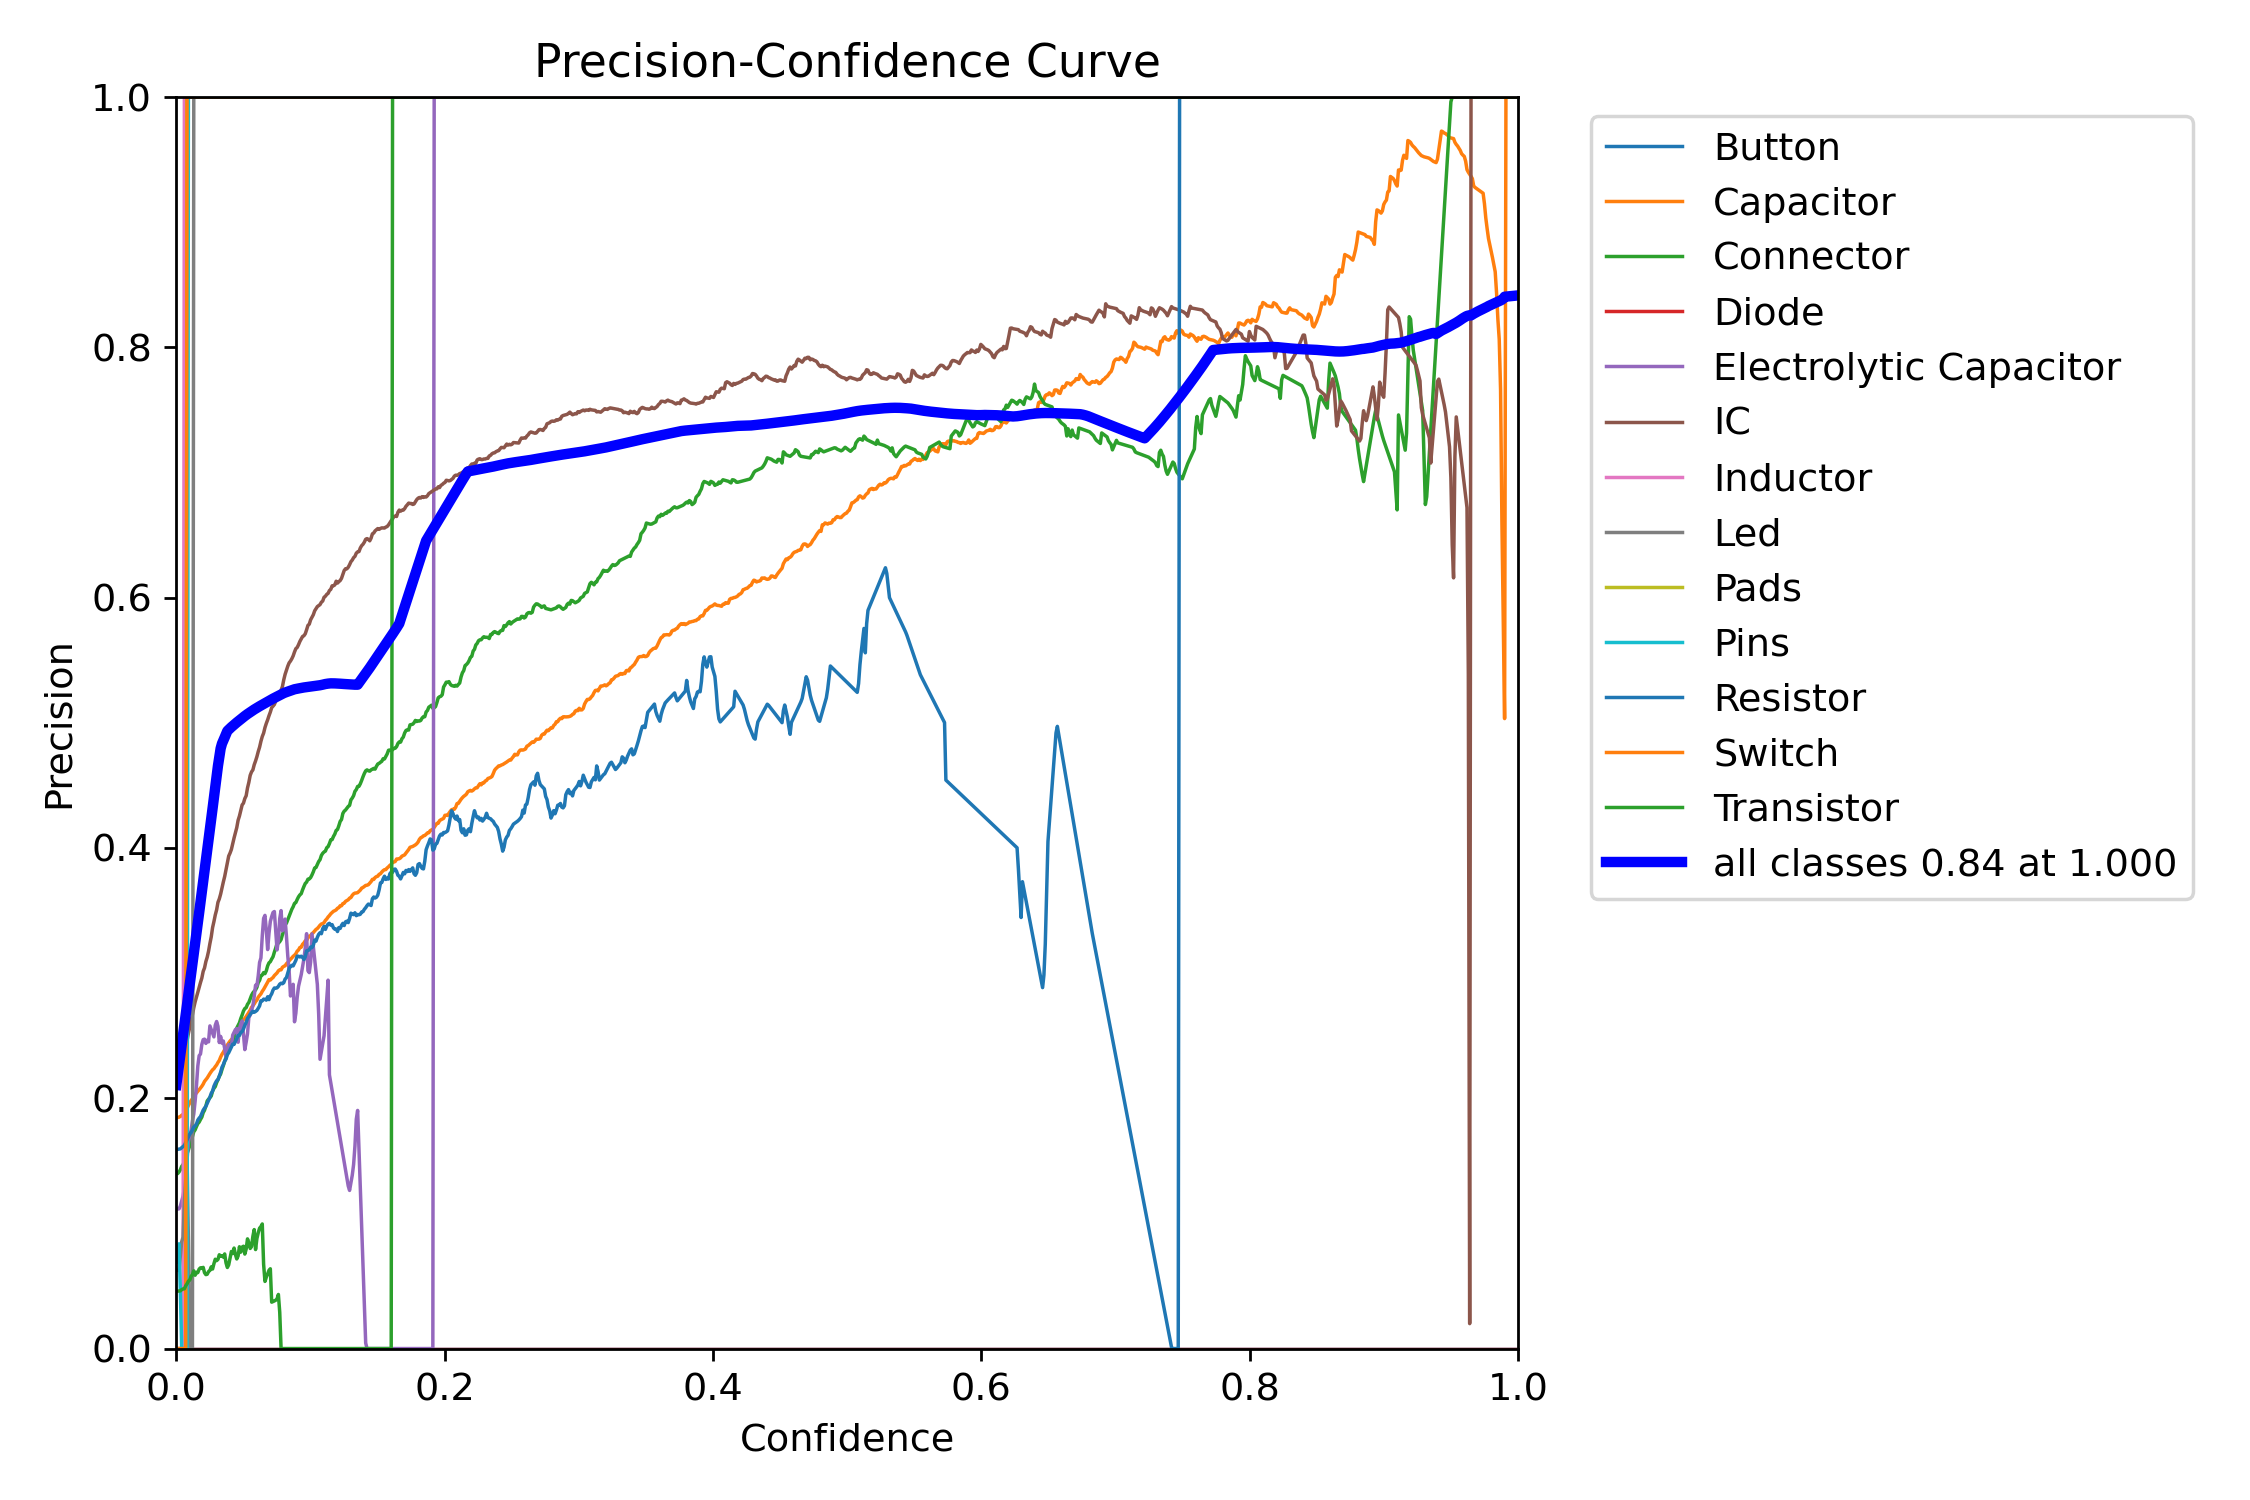 Precision-Confidence Curve
1.0
0.8
0.6
0.4
0.2
0.0
Precision
0.0 0.2 0.4 0.6 0.8 1.0
Confidence
Button
Capacitor
Connector
Diode
Electrolytic Capacitor
IC
Inductor
Led
Pads
Pins
Resistor
Switch
Transistor
all classes 0.84 at 1.000